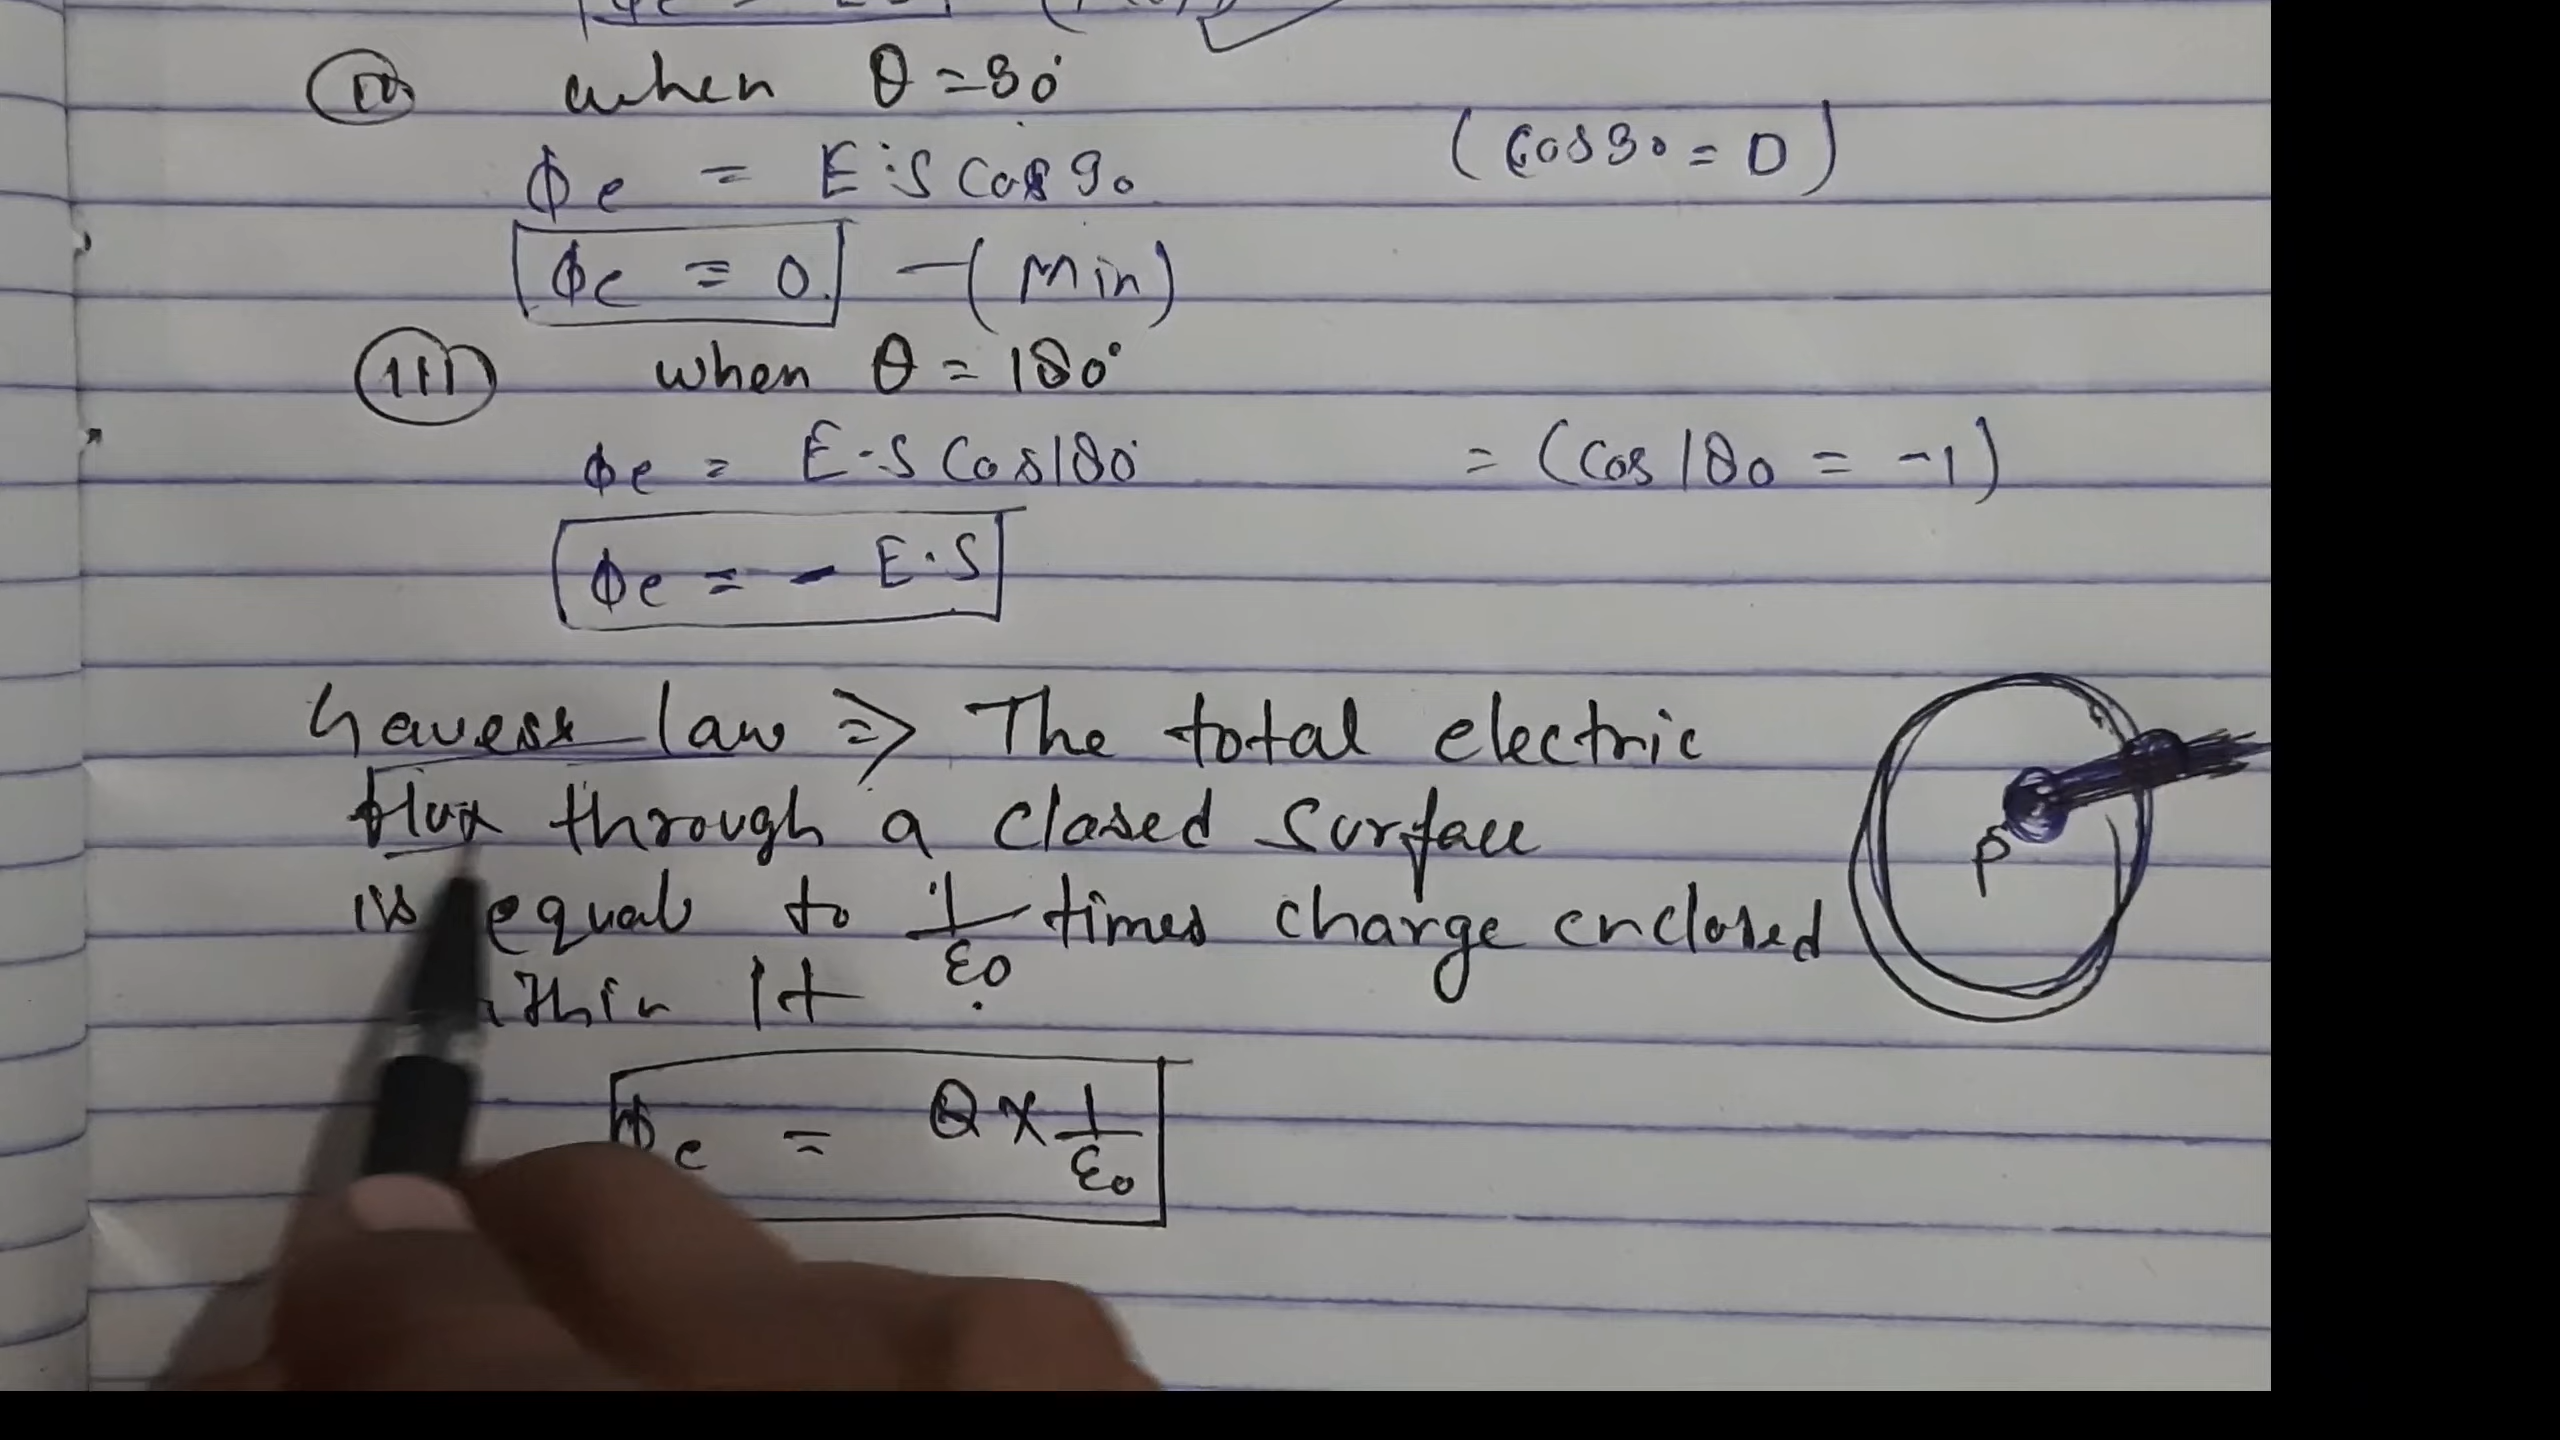 (ii) when θ = 90°
ϕe = E·S cos 90 (cos 90 = 0)
ϕe = 0 – (Min)
(III) when θ = 180°
ϕe = E·S Cos 180° = (cos 180 = -1)
ϕe = - E·S
law ⇒ The total electric
flux through a closed surface
is equal to 1/ε0 times charge enclosed
P
within it
ϕe = Q × 1/ε0